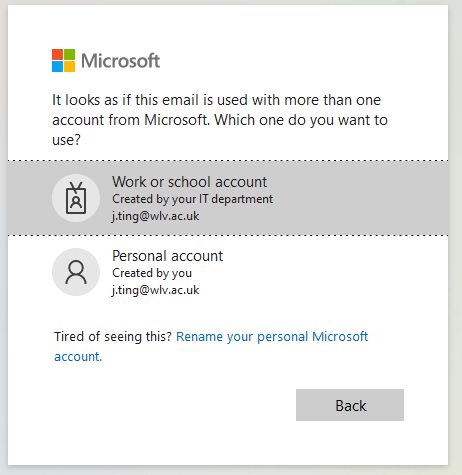 Microsoft
It looks as if this email is used with more than one
account from Microsoft. Which one do you want to
use?
Work or school account
Created by your IT department
j.ting@wlv.ac.uk
Personal account
Created by you
j.ting@wlv.ac.uk
Tired of seeing this? Rename your personal Microsoft
account.
Back